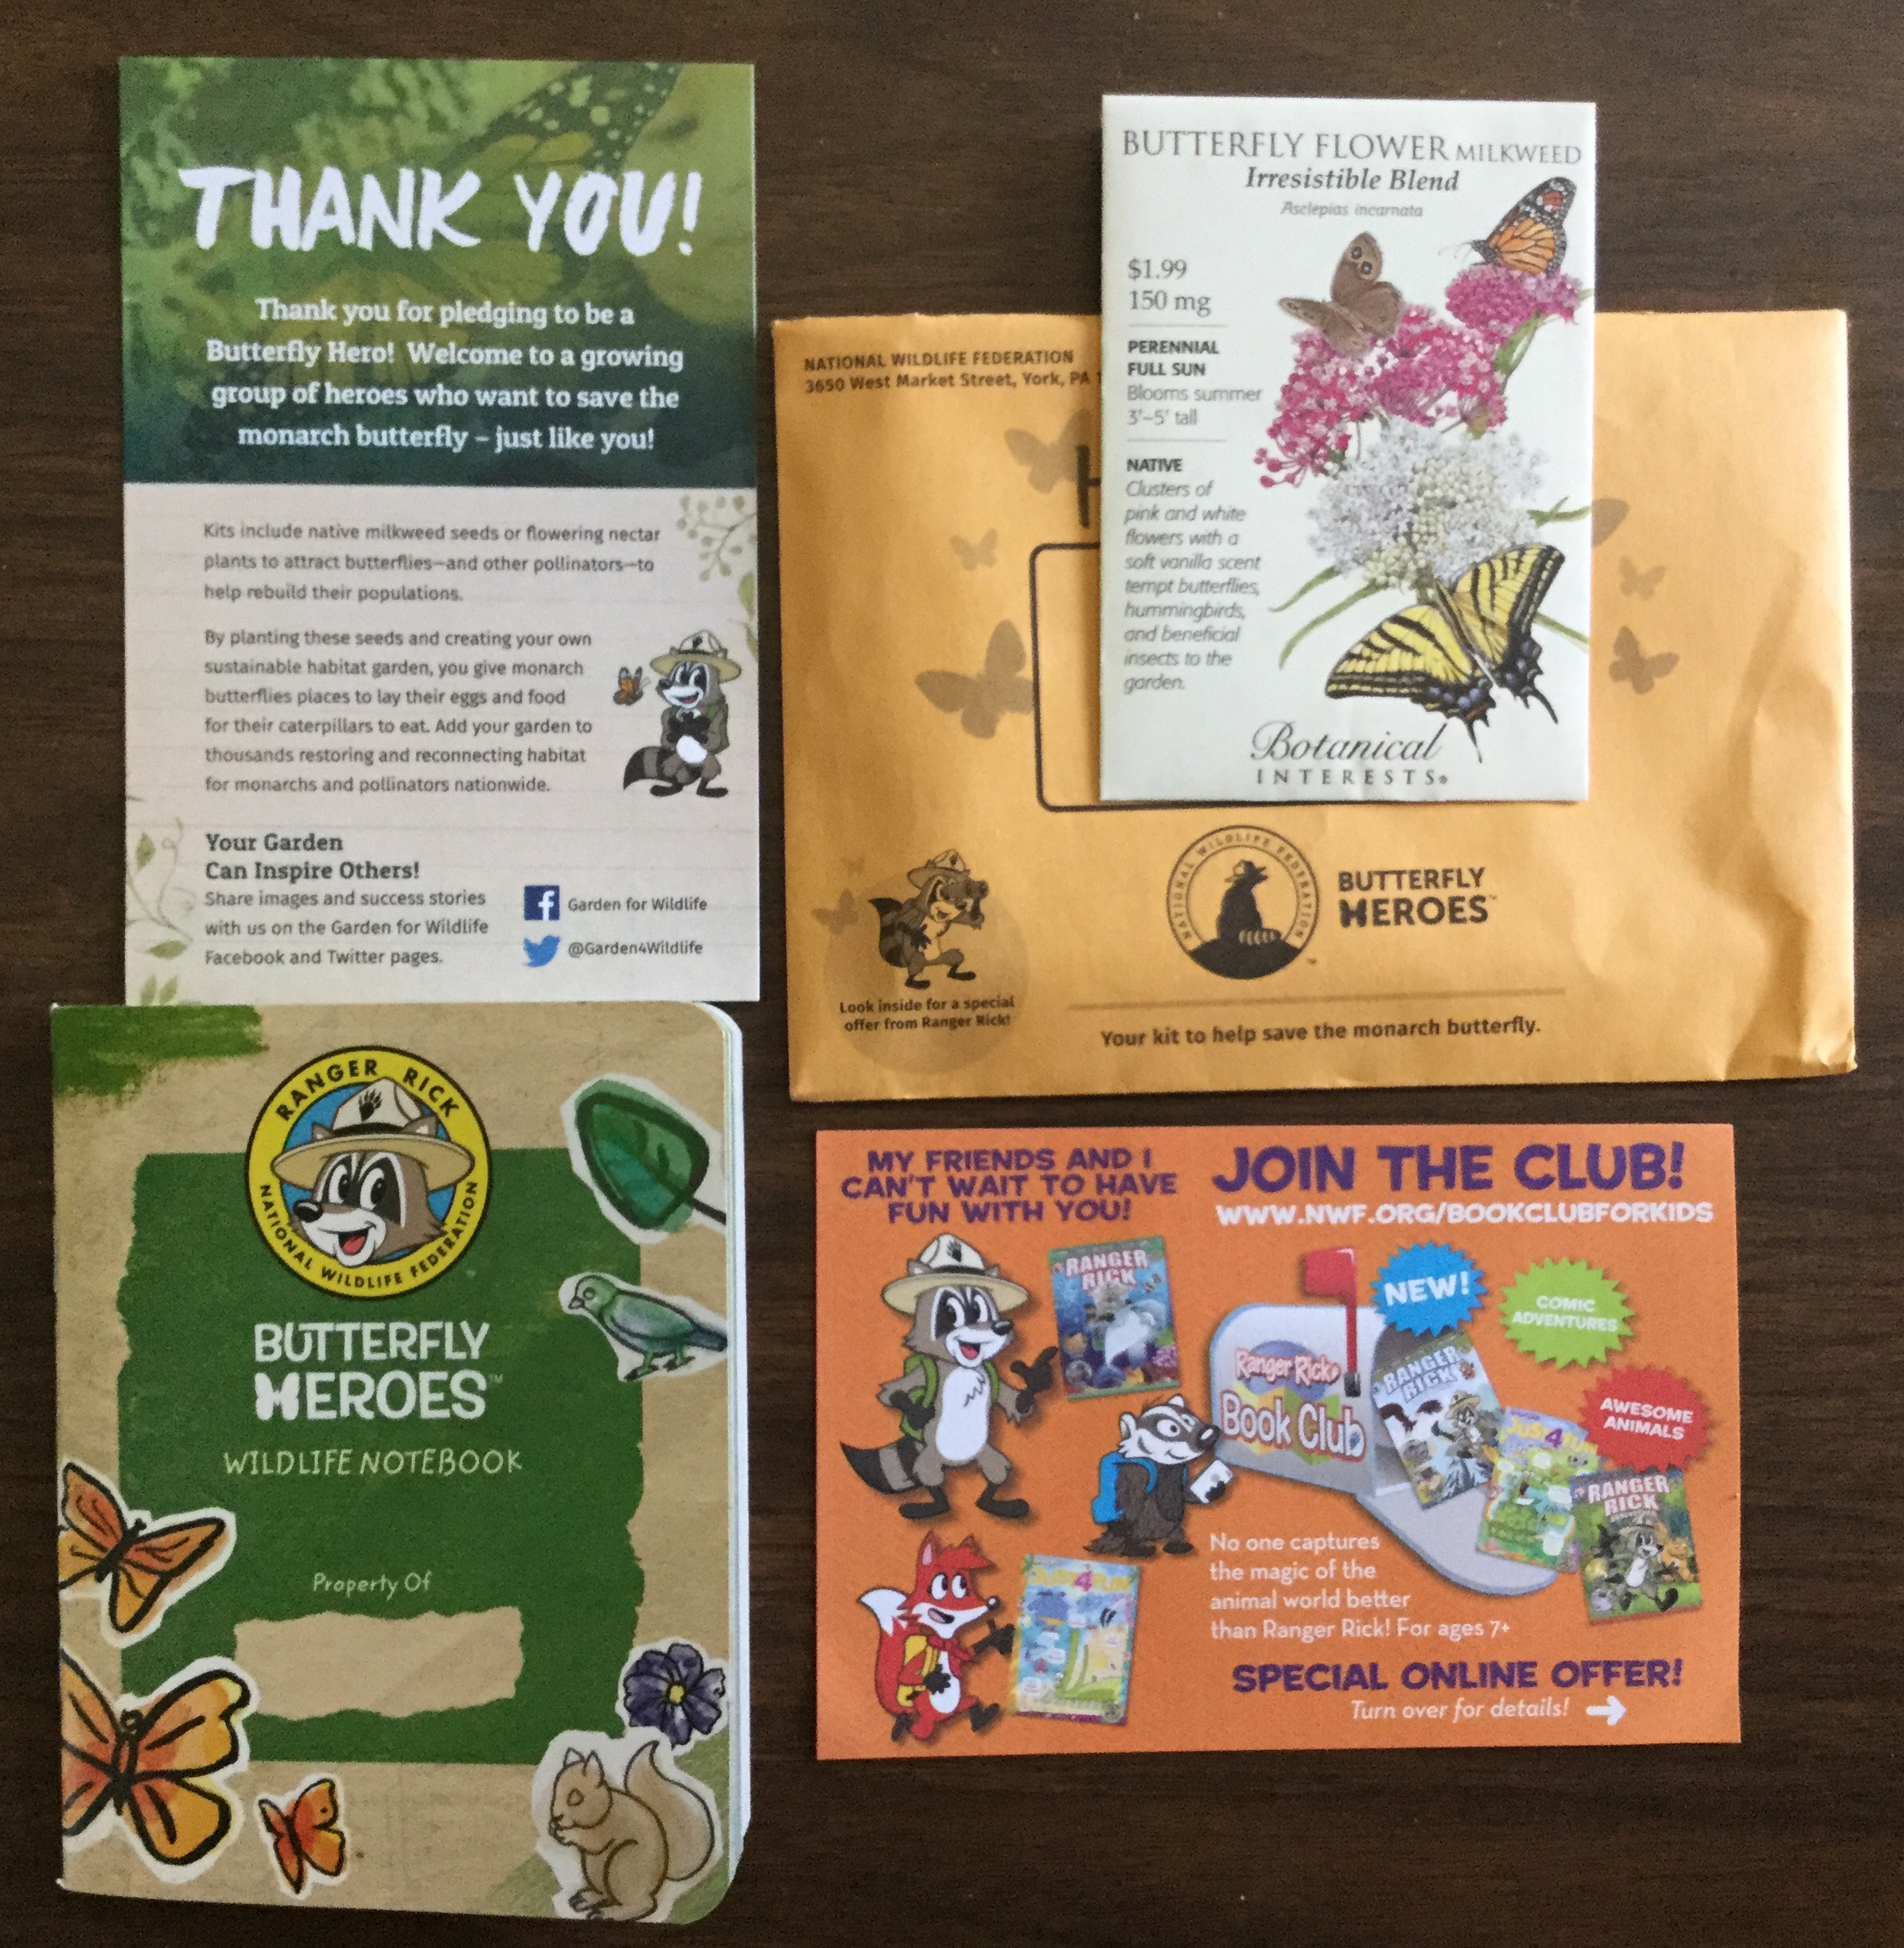 THANK YOU!
Thank you for pledging to be a
Butterfly Hero! Welcome to a growing
group of heroes who want to save the
monarch butterfly – just like you!
Kits include native milkweed seeds or flowering nectar
plants to attract butterflies—and other pollinators—to
help rebuild their populations.
By planting these seeds and creating your own
sustainable habitat garden, you give monarch
butterflies places to lay their eggs and food
for their caterpillars to eat. Add your garden to
thousands restoring and reconnecting habitat
for monarchs and pollinators nationwide.
Your Garden
Can Inspire Others!
Share images and success stories
with us on the Garden for Wildlife
Facebook and Twitter pages.
Garden for Wildlife
@Garden4Wildlife
BUTTERFLY FLOWER MILKWEED
Irresistible Blend
Asclepias incarnata
$1.99
150 mg
PERENNIAL
FULL SUN
Blooms summer
3'–5' tall
NATIVE
Clusters of
pink and white
flowers with a
soft vanilla scent
tempt butterflies,
hummingbirds,
and beneficial
insects to the
garden.
Botanical
INTERESTS®
NATIONAL WILDLIFE FEDERATION
3650 West Market Street, York, PA
NATIONAL WILDLIFE FEDERATION
BUTTERFLY
HEROES™
Look inside for a special
offer from Ranger Rick!
Your kit to help save the monarch butterfly.
RANGER RICK
NATIONAL WILDLIFE FEDERATION
BUTTERFLY
HEROES™
WILDLIFE NOTEBOOK
Property Of
MY FRIENDS AND I
CAN'T WAIT TO HAVE
FUN WITH YOU!
JOIN THE CLUB!
WWW.NWF.ORG/BOOKCLUBFORKIDS
RANGER
RICK
NEW!
COMIC
ADVENTURES
AWESOME
ANIMALS
Ranger Rick
Book Club
RANGER
RICK
JUST 4 FUN
RANGER
RICK
JUST 4 FUN
No one captures
the magic of the
animal world better
than Ranger Rick! For ages 7+
SPECIAL ONLINE OFFER!
Turn over for details!